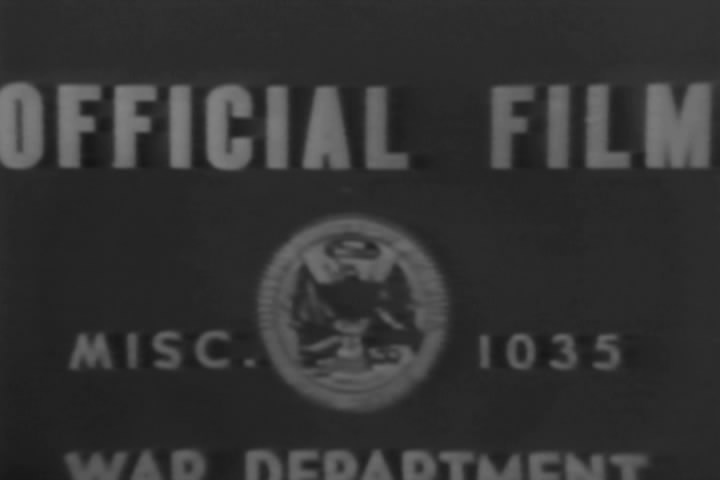 OFFICIAL FILM
MISC. 1035
WAR DEPARTMENT